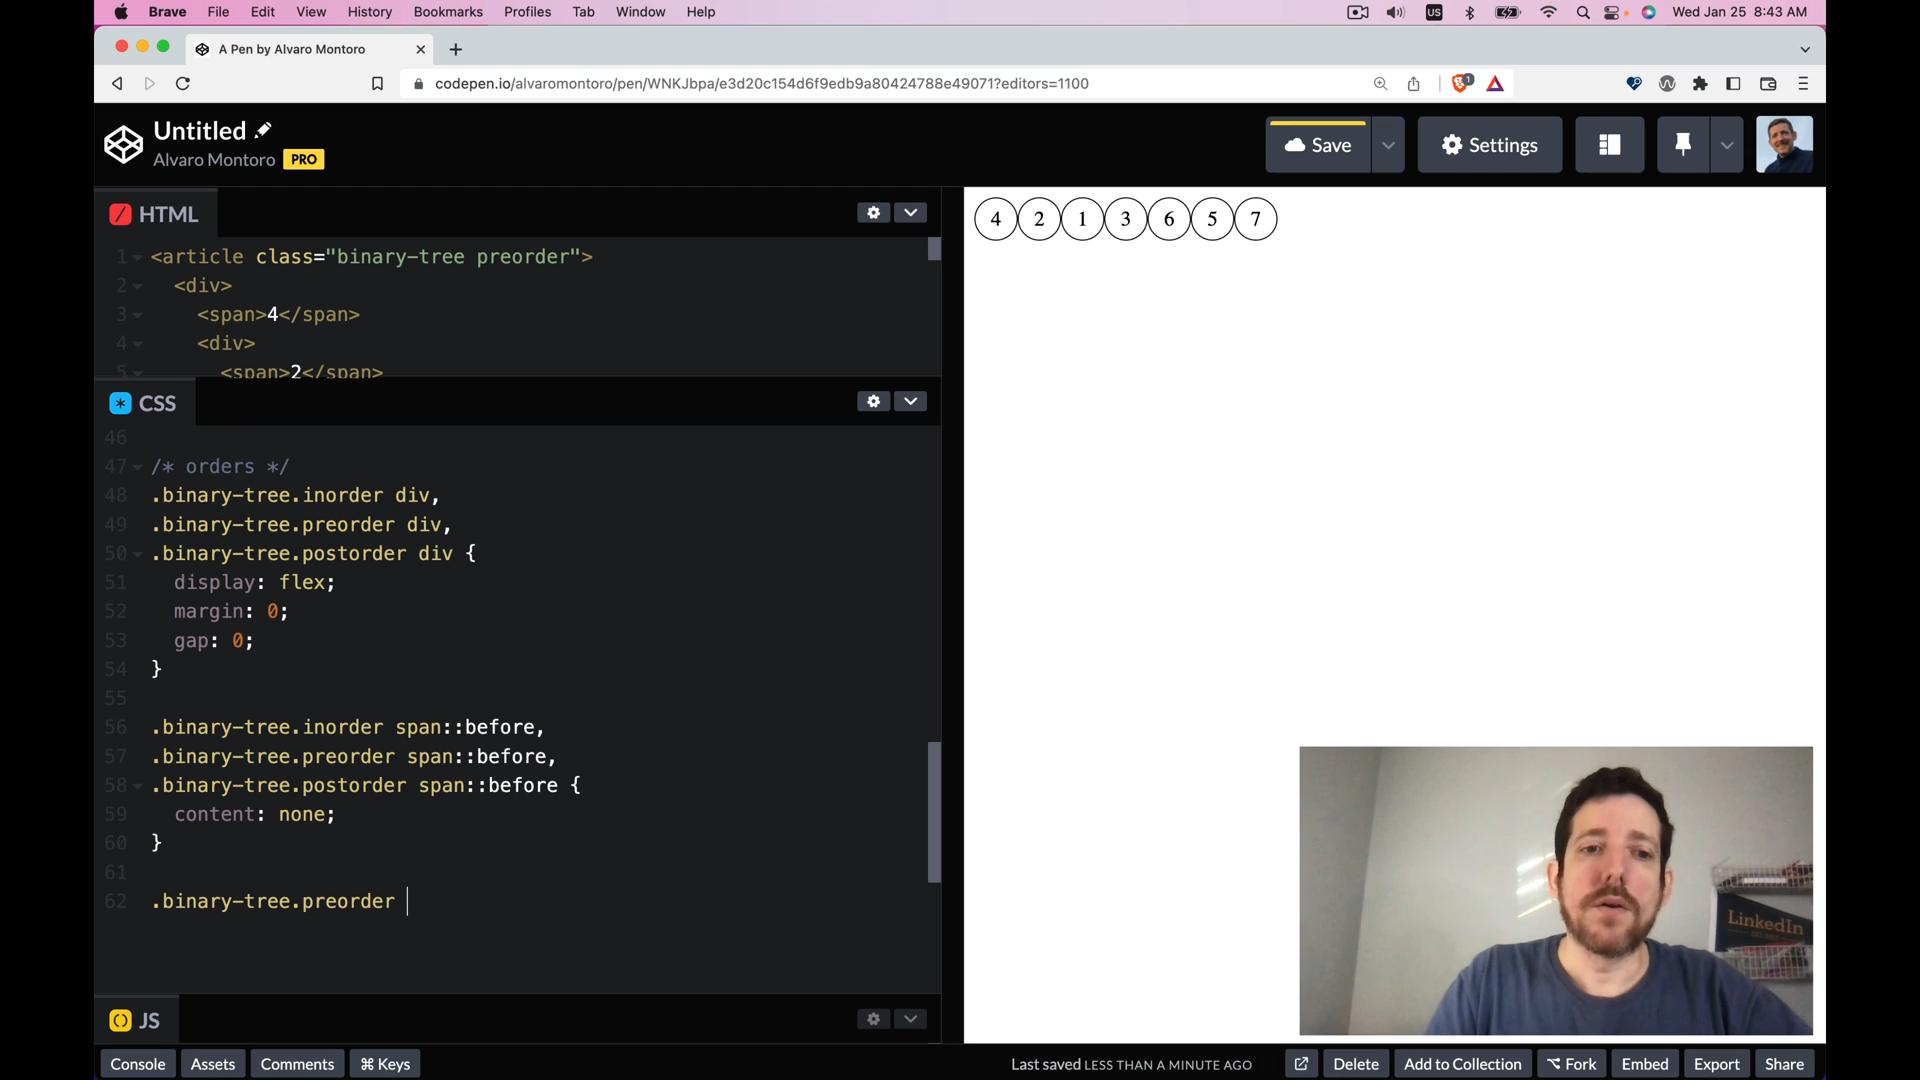 Brave File Edit View History Bookmarks Profiles Tab Window Help US Wed Jan 25 8:43 AM
A Pen by Alvaro Montoro
codepen.io/alvaromontoro/pen/WNKJbpa/e3d20c154d6f9edb9a80424788e49071?editors=1100 1
Untitled
Alvaro Montoro PRO
Save Settings
HTML
1 <article class="binary-tree preorder">
2 <div>
3 <span>4</span>
4 <div>
5 <span>2</span>
4 2 1 3 6 5 7
CSS
46
47 /* orders */
48 .binary-tree.inorder div,
49 .binary-tree.preorder div,
50 .binary-tree.postorder div {
51 display: flex;
52 margin: 0;
53 gap: 0;
54 }
55
56 .binary-tree.inorder span::before,
57 .binary-tree.preorder span::before,
58 .binary-tree.postorder span::before {
59 content: none;
60 }
61
62 .binary-tree.preorder
LinkedIn
JS
Console Assets Comments ⌘ Keys Last saved LESS THAN A MINUTE AGO Delete Add to Collection Fork Embed Export Share